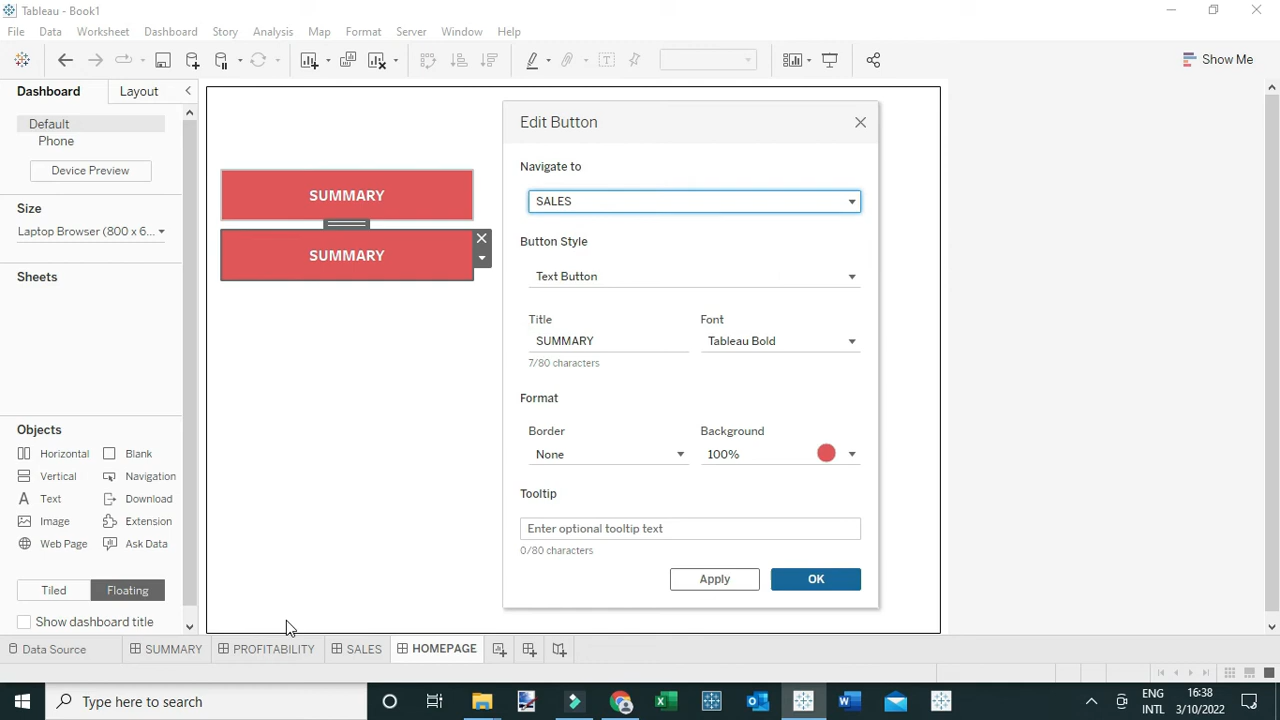 Tableau - Book1
File Data Worksheet Dashboard Story Analysis Map Format Server Window Help
Show Me
Dashboard Layout
Default
Phone
Device Preview
Size
Laptop Browser (800 x 6...
Sheets
Objects
Horizontal Blank
Vertical Navigation
Text Download
Image Extension
Web Page Ask Data
Tiled Floating
Show dashboard title
SUMMARY
SUMMARY
Edit Button
Navigate to
SALES
Button Style
Text Button
Title Font
SUMMARY Tableau Bold
7/80 characters
Format
Border Background
None 100%
Tooltip
Enter optional tooltip text
0/80 characters
Apply OK
Data Source SUMMARY PROFITABILITY SALES HOMEPAGE
Type here to search
ENG 16:38
INTL 3/10/2022